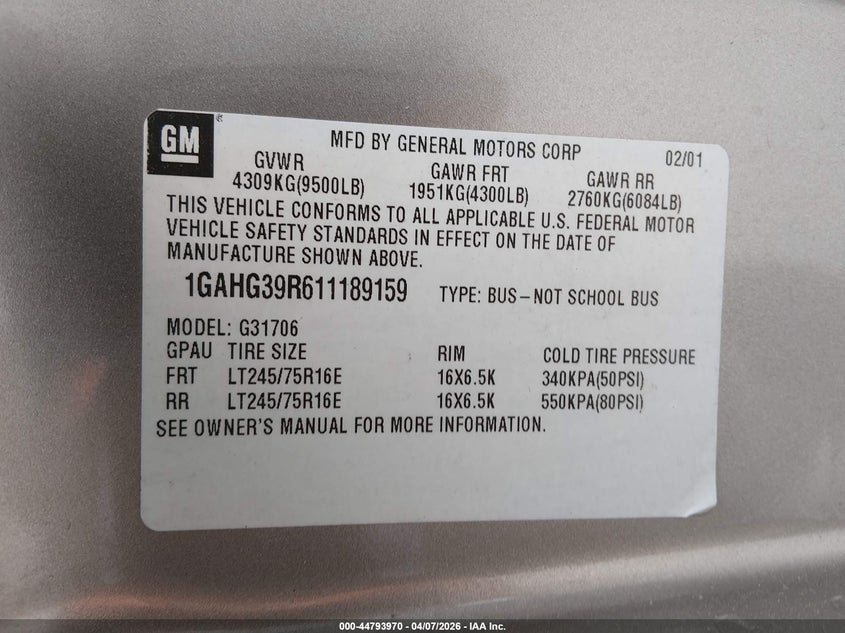 GM
MFD BY GENERAL MOTORS CORP 02/01
GVWR GAWR FRT GAWR RR
4309KG(9500LB) 1951KG(4300LB) 2760KG(6084LB)
THIS VEHICLE CONFORMS TO ALL APPLICABLE U.S. FEDERAL MOTOR
VEHICLE SAFETY STANDARDS IN EFFECT ON THE DATE OF
MANUFACTURE SHOWN ABOVE.
1GAHG39R611189159 TYPE: BUS-NOT SCHOOL BUS
MODEL: G31706
GPAU TIRE SIZE RIM COLD TIRE PRESSURE
FRT LT245/75R16E 16X6.5K 340KPA(50PSI)
RR LT245/75R16E 16X6.5K 550KPA(80PSI)
SEE OWNER'S MANUAL FOR MORE INFORMATION.
000-44793970 04/07/2026 - IAA Inc.